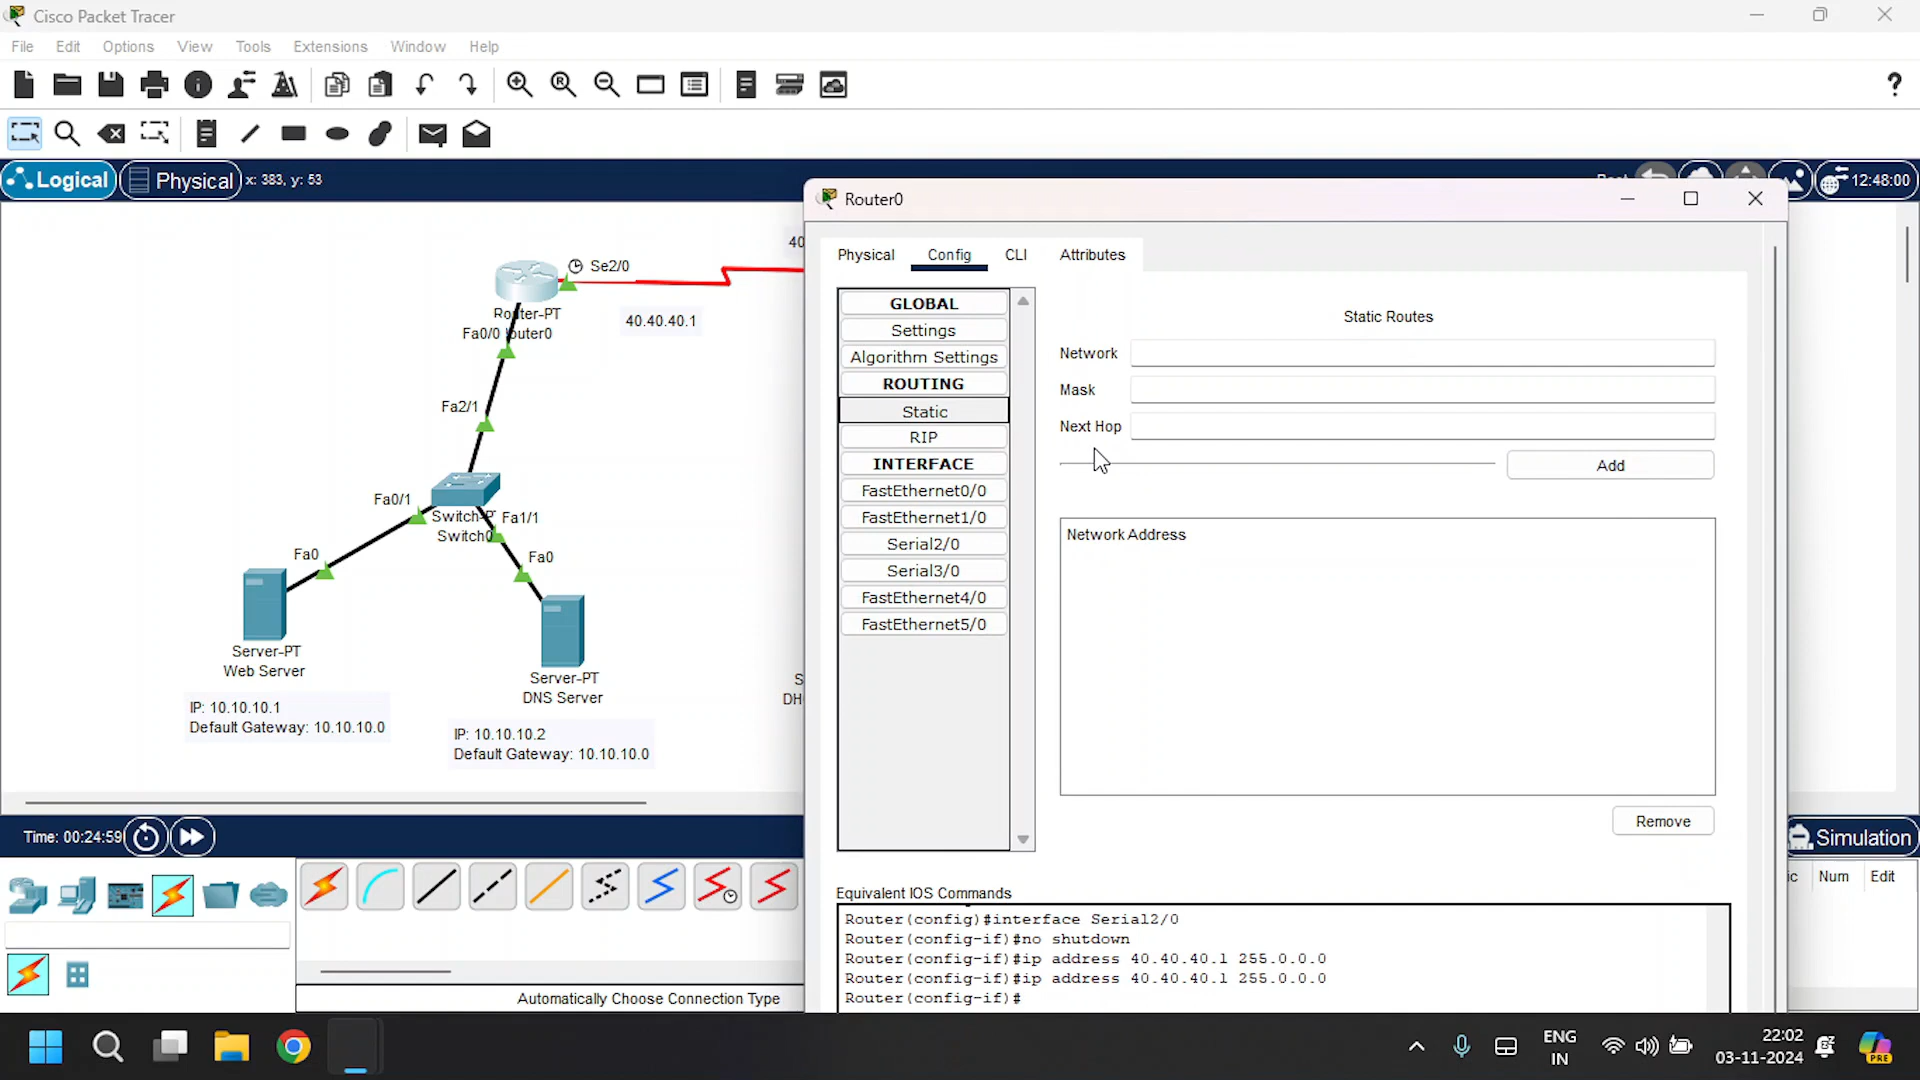 Cisco Packet Tracer
File Edit Options View Tools Extensions Window Help
Logical Physical x: 383, y: 53
12:48:00
Router0
Physical Config CLI Attributes
40
Se2/0
Router-PT
Fa0/0
40.40.40.1
Fa2/1
Fa0/1
Fa1/1
Switch0
Fa0
Fa0
Server-PT
Web Server
Server-PT
DNS Server
S
DH
IP: 10.10.10.1
Default Gateway: 10.10.10.0
IP: 10.10.10.2
Default Gateway: 10.10.10.0
GLOBAL
Settings
Algorithm Settings
ROUTING
Static
RIP
INTERFACE
FastEthernet0/0
FastEthernet1/0
Serial2/0
Serial3/0
FastEthernet4/0
FastEthernet5/0
Static Routes
Network
Mask
Next Hop
Add
Network Address
Remove
Equivalent IOS Commands
Router(config)#interface Serial2/0
Router(config-if)#no shutdown
Router(config-if)#ip address 40.40.40.1 255.0.0.0
Router(config-if)#ip address 40.40.40.1 255.0.0.0
Router(config-if)#
Time: 00:24:59
Simulation
ic Num Edit
Automatically Choose Connection Type
ENG
IN
22:02
03-11-2024
PRE